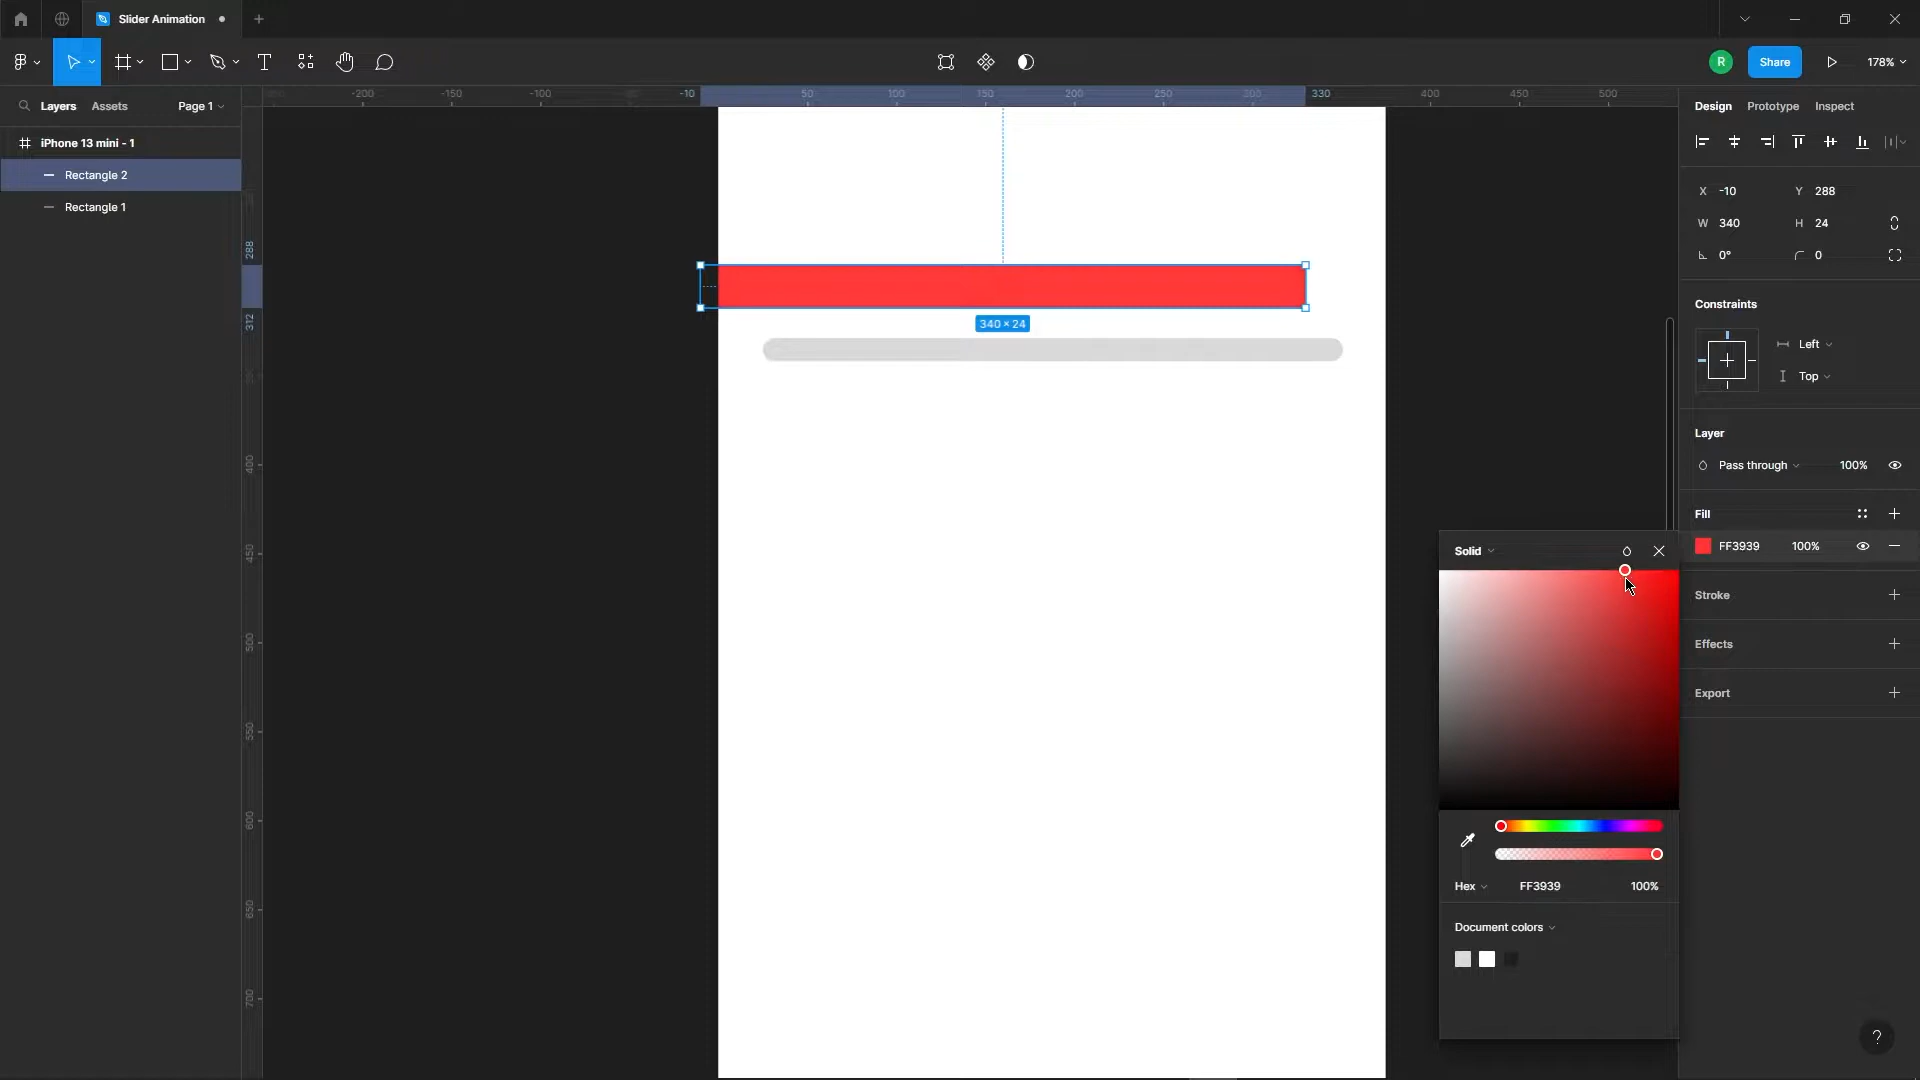 Slider Animation
R
Share
178%
Layers
Assets
Page 1
-200
-150
-100
-10
50
100
150
200
250
330
400
450
500
Design
Prototype
Inspect
iPhone 13 mini - 1
Rectangle 2
Rectangle 1
X -10
Y 288
W 340
H 24
0°
0
288
312
340 × 24
Constraints
Left
Top
400
450
500
550
600
650
700
Layer
Pass through
100%
Fill
FF3939
100%
Stroke
Effects
Export
Solid
Hex
FF3939
100%
Document colors
?